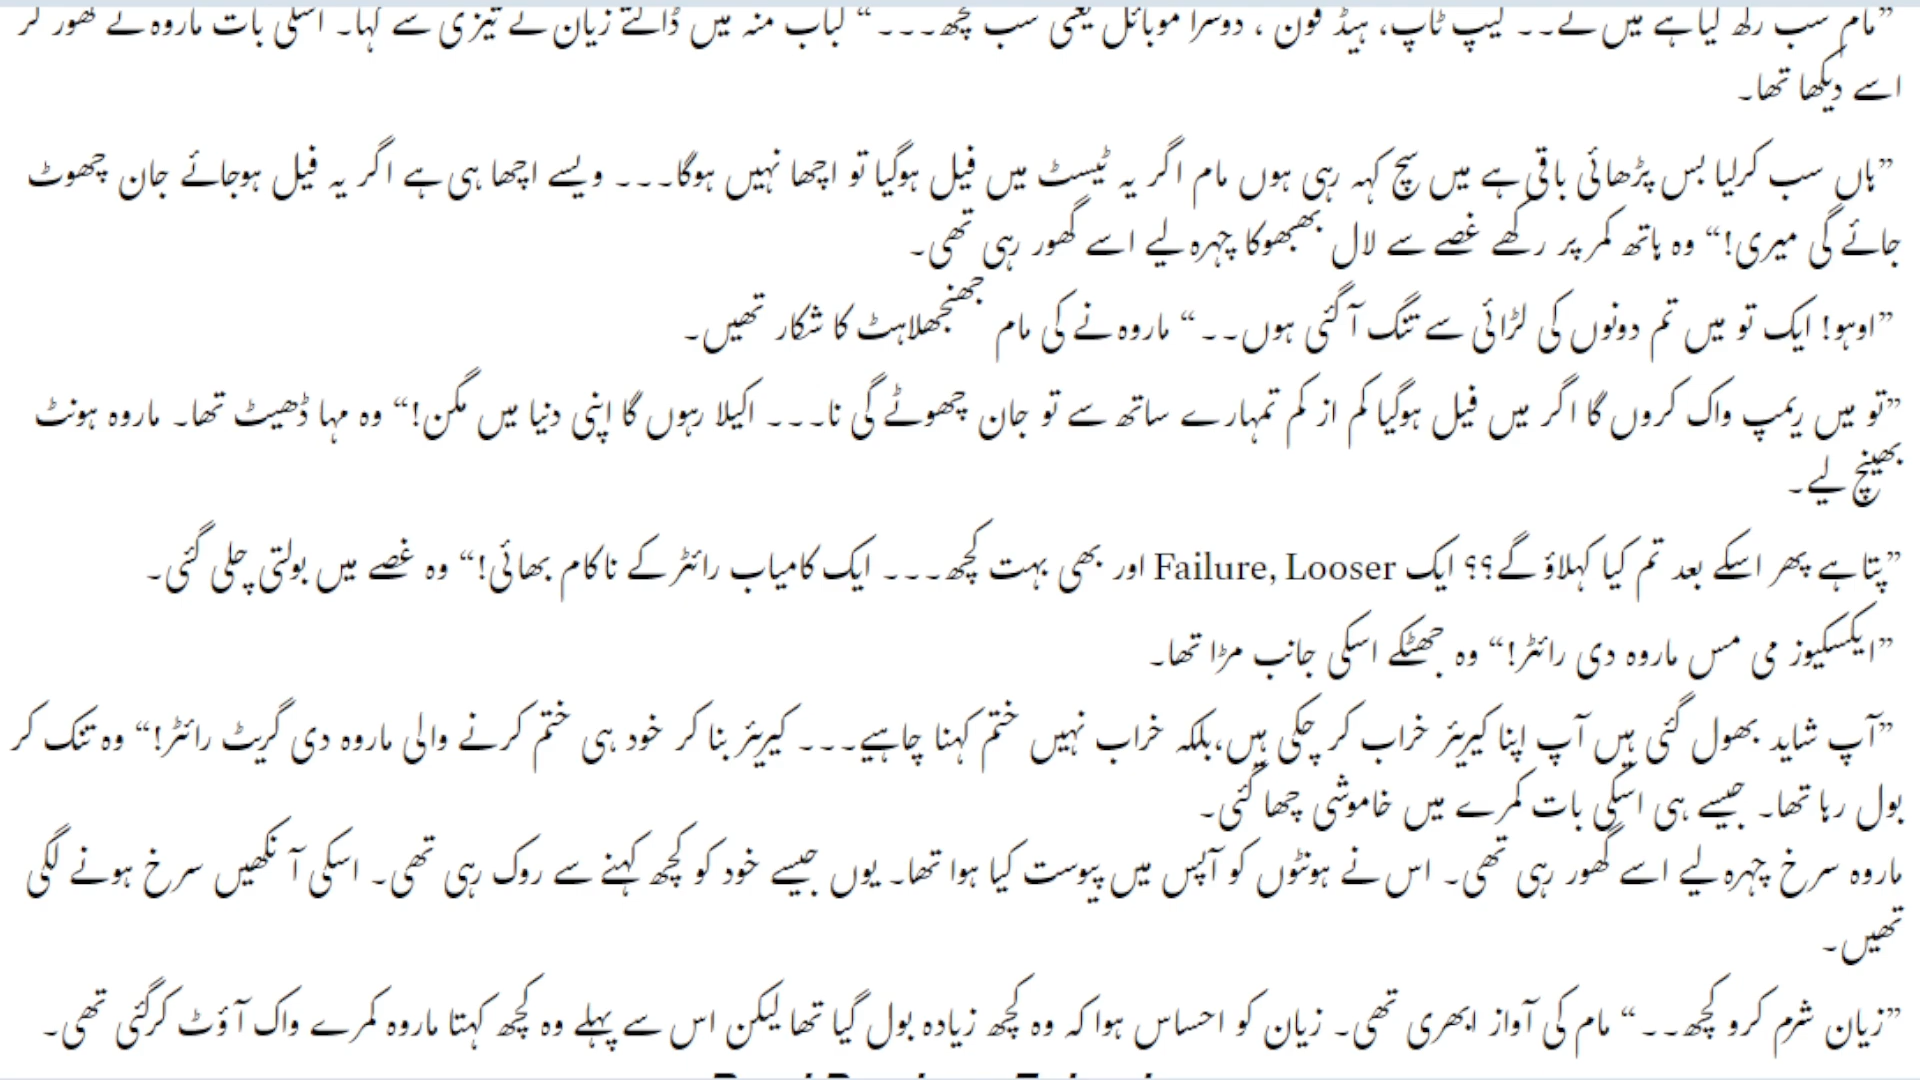 ”مام سب رکھ لیا ہے میں نے۔۔ لیپ ٹاپ، ہیڈ فون ، دوسرا موبائل یعنی سب کچھ۔۔۔“ کباب منہ میں ڈالتے زیان نے تیزی سے کہا۔ اسکی بات ماروہ نے گھور کر
اسے دیکھا تھا۔
”ہاں سب کرلیا بس پڑھائی باقی ہے میں سچ کہہ رہی ہوں مام اگر یہ ٹیسٹ میں فیل ہوگیا تو اچھا نہیں ہوگا۔۔۔ ویسے اچھا ہی ہے اگر یہ فیل ہوجائے جان چھوٹ
جائے گی میری!“ وہ ہاتھ کمر پر رکھے غصے سے لال بھبھوکا چہرہ لیے اسے گھور رہی تھی۔
”اوہو! ایک تو میں تم دونوں کی لڑائی سے تنگ آ گئی ہوں۔۔“ ماروہ نے کی مام جھنجھلاہٹ کا شکار تھیں۔
”تو میں ریمپ واک کروں گا اگر میں فیل ہوگیا کم از کم تمہارے ساتھ سے تو جان چھوٹے گی نا۔۔۔ اکیلا رہوں گا اپنی دنیا میں مگن!“ وہ مہا ڈھیٹ تھا۔ ماروہ ہونٹ
بھینچ لیے۔
”پتا ہے پھر اسکے بعد تم کیا کہلاؤ گے؟؟ ایک Failure, Looser اور بھی بہت کچھ۔۔۔ ایک کامیاب رائٹر کے ناکام بھائی!“ وہ غصے میں بولتی چلی گئی۔
”ایکسکیوز می مس ماروہ دی رائٹر!“ وہ جھٹکے اسکی جانب مڑا تھا۔
”آپ شاید بھول گئی ہیں آپ اپنا کیریئر خراب کر چکی ہیں،بلکہ خراب نہیں ختم کہنا چاہیے۔۔۔ کیریئر بنا کر خود ہی ختم کرنے والی ماروہ دی گریٹ رائٹر!“ وہ تنک کر
بول رہا تھا۔ جیسے ہی اسکی بات کمرے میں خاموشی چھا گئی۔
ماروہ سرخ چہرہ لیے اسے گھور رہی تھی۔ اس نے ہونٹوں کو آپس میں پیوست کیا ہوا تھا۔ یوں جیسے خود کو کچھ کہنے سے روک رہی تھی۔ اسکی آنکھیں سرخ ہونے لگی
تھیں۔
”زیان شرم کرو کچھ۔۔“ مام کی آواز ابھری تھی۔ زیان کو احساس ہوا کہ وہ کچھ زیادہ بول گیا تھا لیکن اس سے پہلے وہ کچھ کہتا ماروہ کمرے واک آؤٹ کرگئی تھی۔